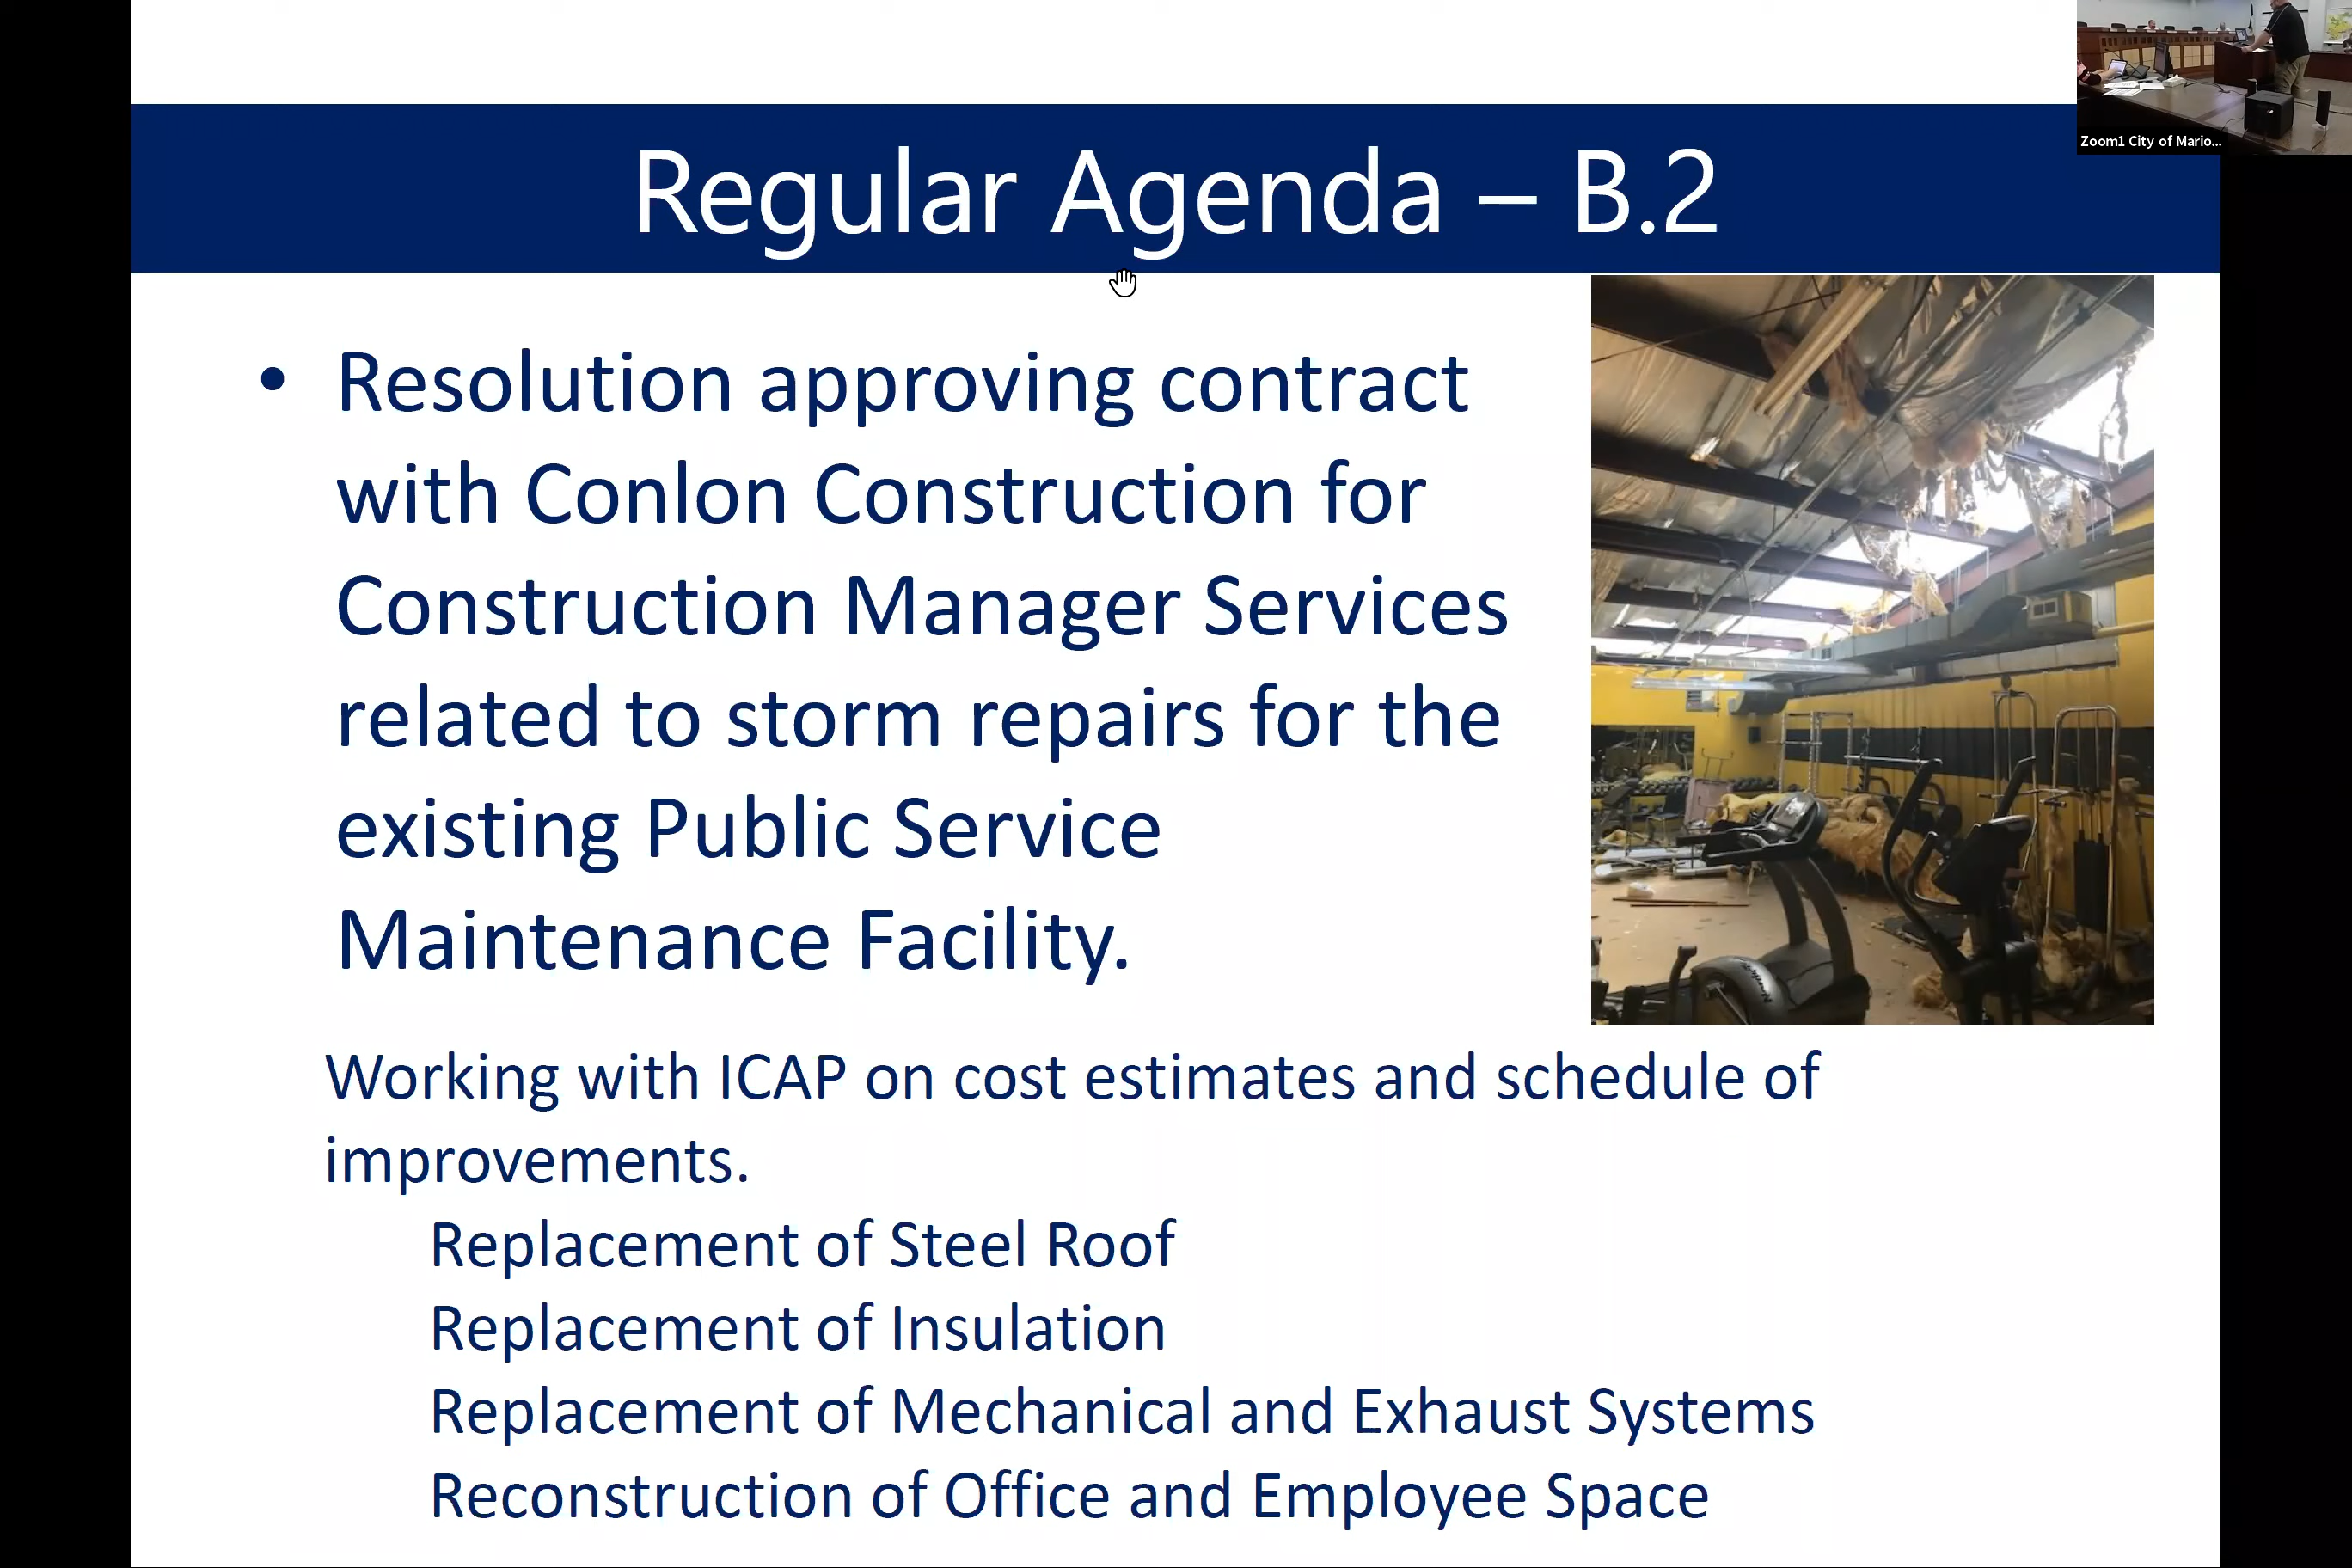 Zoom1 City of Mario...
Regular Agenda – B.2
• Resolution approving contract
with Conlon Construction for
Construction Manager Services
related to storm repairs for the
existing Public Service
Maintenance Facility.
Working with ICAP on cost estimates and schedule of
improvements.
Replacement of Steel Roof
Replacement of Insulation
Replacement of Mechanical and Exhaust Systems
Reconstruction of Office and Employee Space